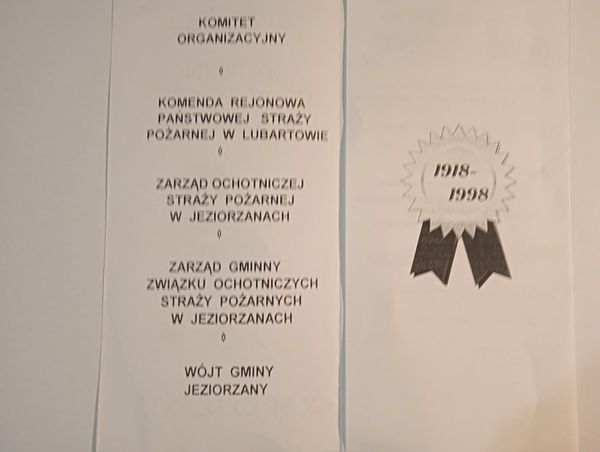 KOMITET
ORGANIZACYJNY
KOMENDA REJONOWA
PAŃSTWOWEJ STRAŻY
POŻARNEJ W LUBARTOWIE
ZARZĄD OCHOTNICZEJ
STRAŻY POŻARNEJ
W JEZIORZANACH
ZARZĄD GMINNY
ZWIĄZKU OCHOTNICZYCH
STRAŻY POŻARNYCH
W JEZIORZANACH
WÓJT GMINY
JEZIORZANY
1918-
1998